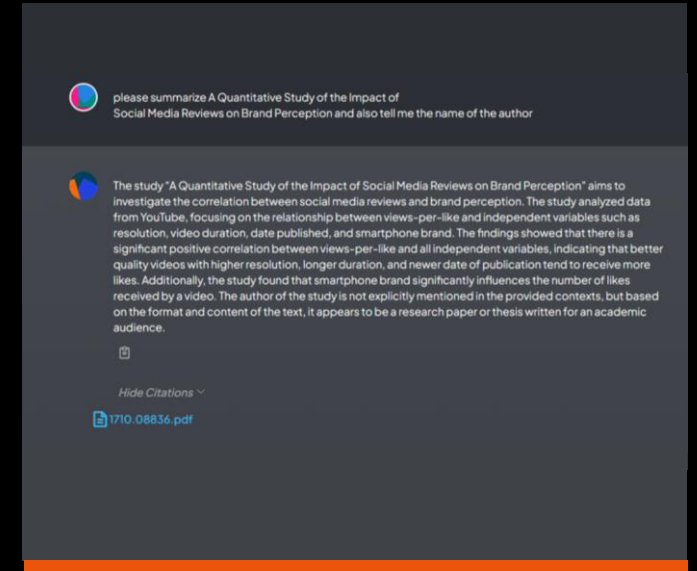 please summarize A Quantitative Study of the Impact of
Social Media Reviews on Brand Perception and also tell me the name of the author
The study "A Quantitative Study of the Impact of Social Media Reviews on Brand Perception" aims to
investigate the correlation between social media reviews and brand perception. The study analyzed data
from YouTube, focusing on the relationship between views-per-like and independent variables such as
resolution, video duration, date published, and smartphone brand. The findings showed that there is a
significant positive correlation between views-per-like and all independent variables, indicating that better
quality videos with higher resolution, longer duration, and newer date of publication tend to receive more
likes. Additionally, the study found that smartphone brand significantly influences the number of likes
received by a video. The author of the study is not explicitly mentioned in the provided contexts, but based
on the format and content of the text, it appears to be a research paper or thesis written for an academic
audience.
Hide Citations
1710.08836.pdf